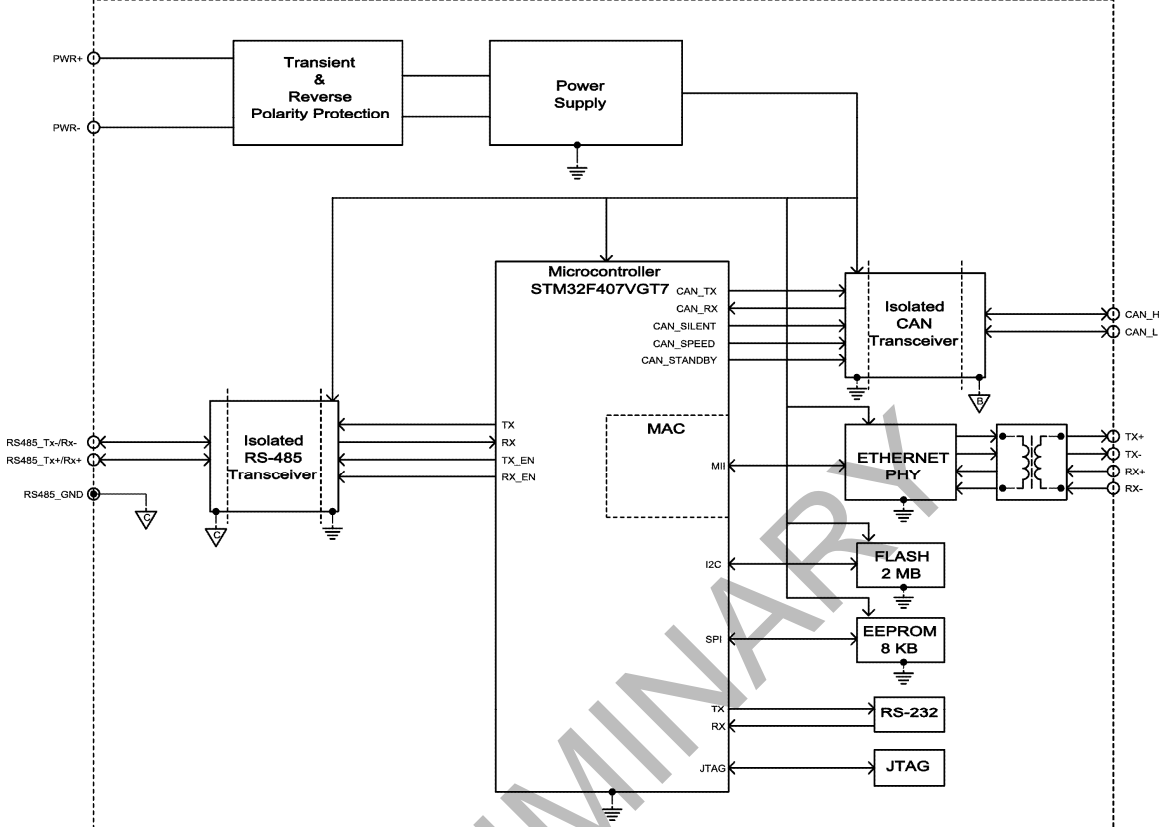 PWR+
PWR-
Transient
&
Reverse
Polarity Protection
Power
Supply
Microcontroller
STM32F407VGT7
CAN_TX
CAN_RX
CAN_SILENT
CAN_SPEED
CAN_STANDBY
Isolated
CAN
Transceiver
CAN_H
CAN_L
B
RS485_Tx-/Rx-
RS485_Tx+/Rx+
RS485_GND
C
C
Isolated
RS-485
Transceiver
TX
RX
TX_EN
RX_EN
MAC
MII
ETHERNET
PHY
TX+
TX-
RX+
RX-
I2C
FLASH
2 MB
SPI
EEPROM
8 KB
TX
RX
RS-232
JTAG
JTAG
MINARY